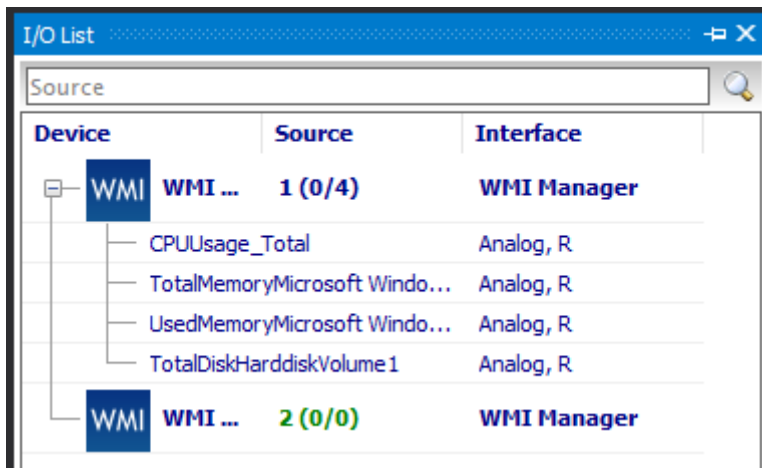 I/O List
Source
Device Source Interface
WMI WMI ... 1 (0/4) WMI Manager
CPUUsage_Total Analog, R
TotalMemoryMicrosoft Windo... Analog, R
UsedMemoryMicrosoft Windo... Analog, R
TotalDiskHarddiskVolume1 Analog, R
WMI WMI ... 2 (0/0) WMI Manager